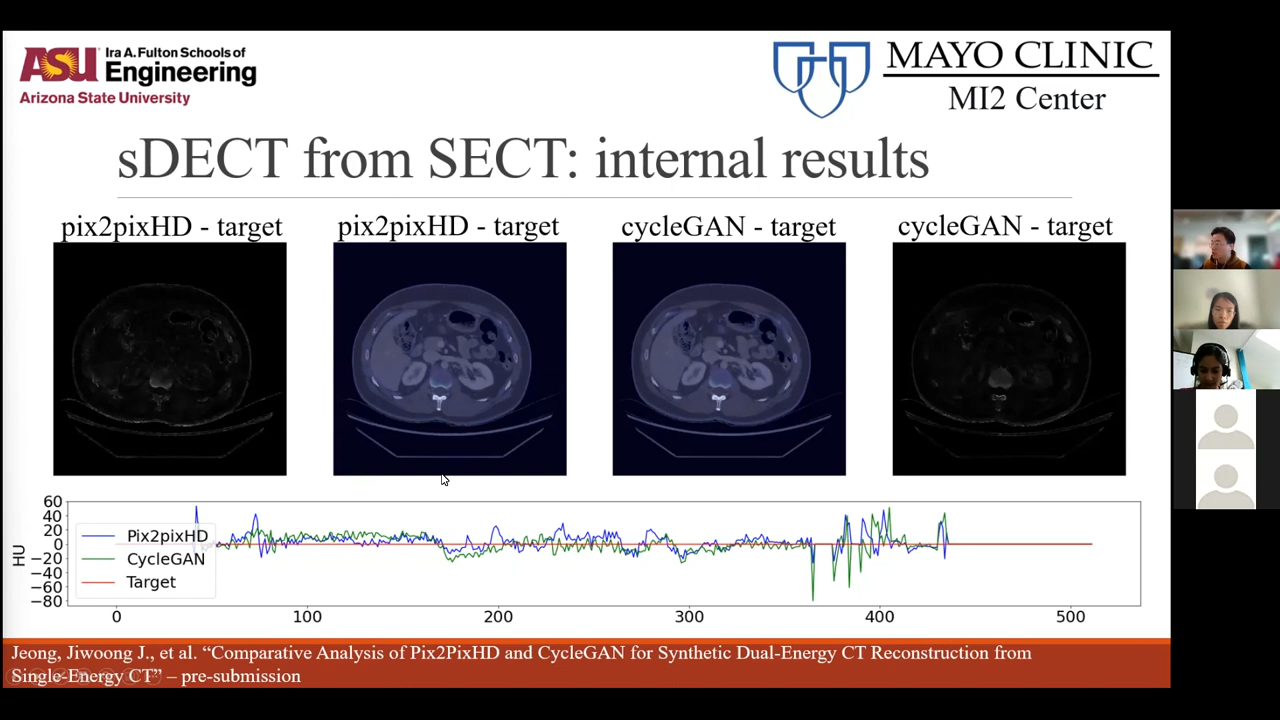 ASU Ira A. Fulton Schools of
Engineering
Arizona State University
MAYO CLINIC
MI2 Center
sDECT from SECT: internal results
pix2pixHD - target
pix2pixHD - target
cycleGAN - target
cycleGAN - target
60
40
20
0
−20
−40
−60
−80
HU
Pix2pixHD
CycleGAN
Target
0
100
200
300
400
500
Jeong, Jiwoong J., et al. “Comparative Analysis of Pix2PixHD and CycleGAN for Synthetic Dual-Energy CT Reconstruction from
Single-Energy CT” – pre-submission